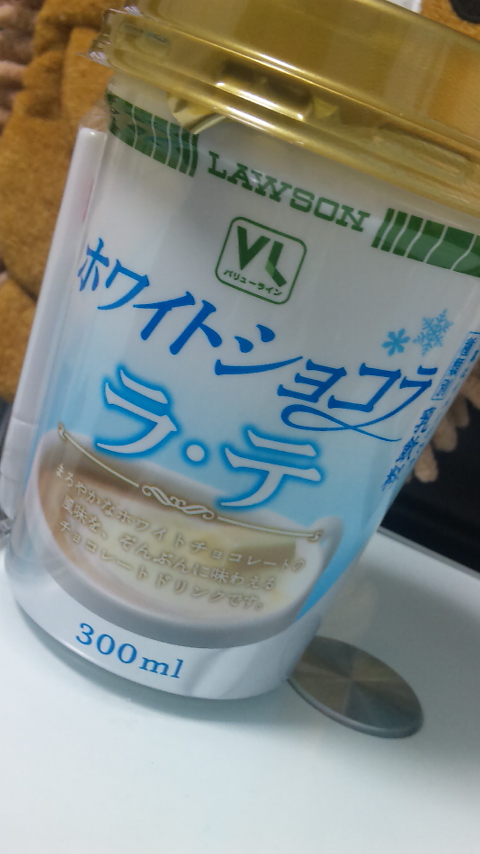 LAWSON
VL
バリューライン
ホワイトショコラ
ラ・テ
まろやかなホワイトチョコレートの
風味を、ぞんぶんに味わえる
チョコレートドリンクです。
300ml